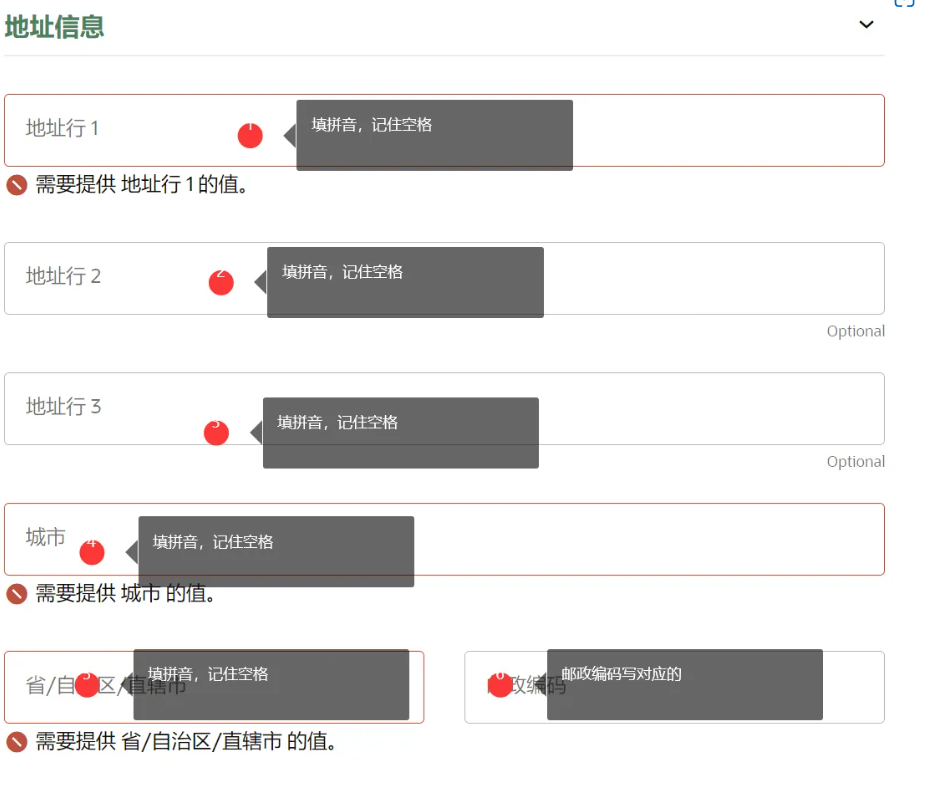 地址信息
地址行 1
1
填拼音，记住空格
需要提供 地址行 1 的值。
地址行 2
2
填拼音，记住空格
Optional
地址行 3
3
填拼音，记住空格
Optional
城市
4
填拼音，记住空格
需要提供 城市 的值。
省/自治区/直辖市
5
填拼音，记住空格
邮政编码
6
邮政编码写对应的
需要提供 省/自治区/直辖市 的值。